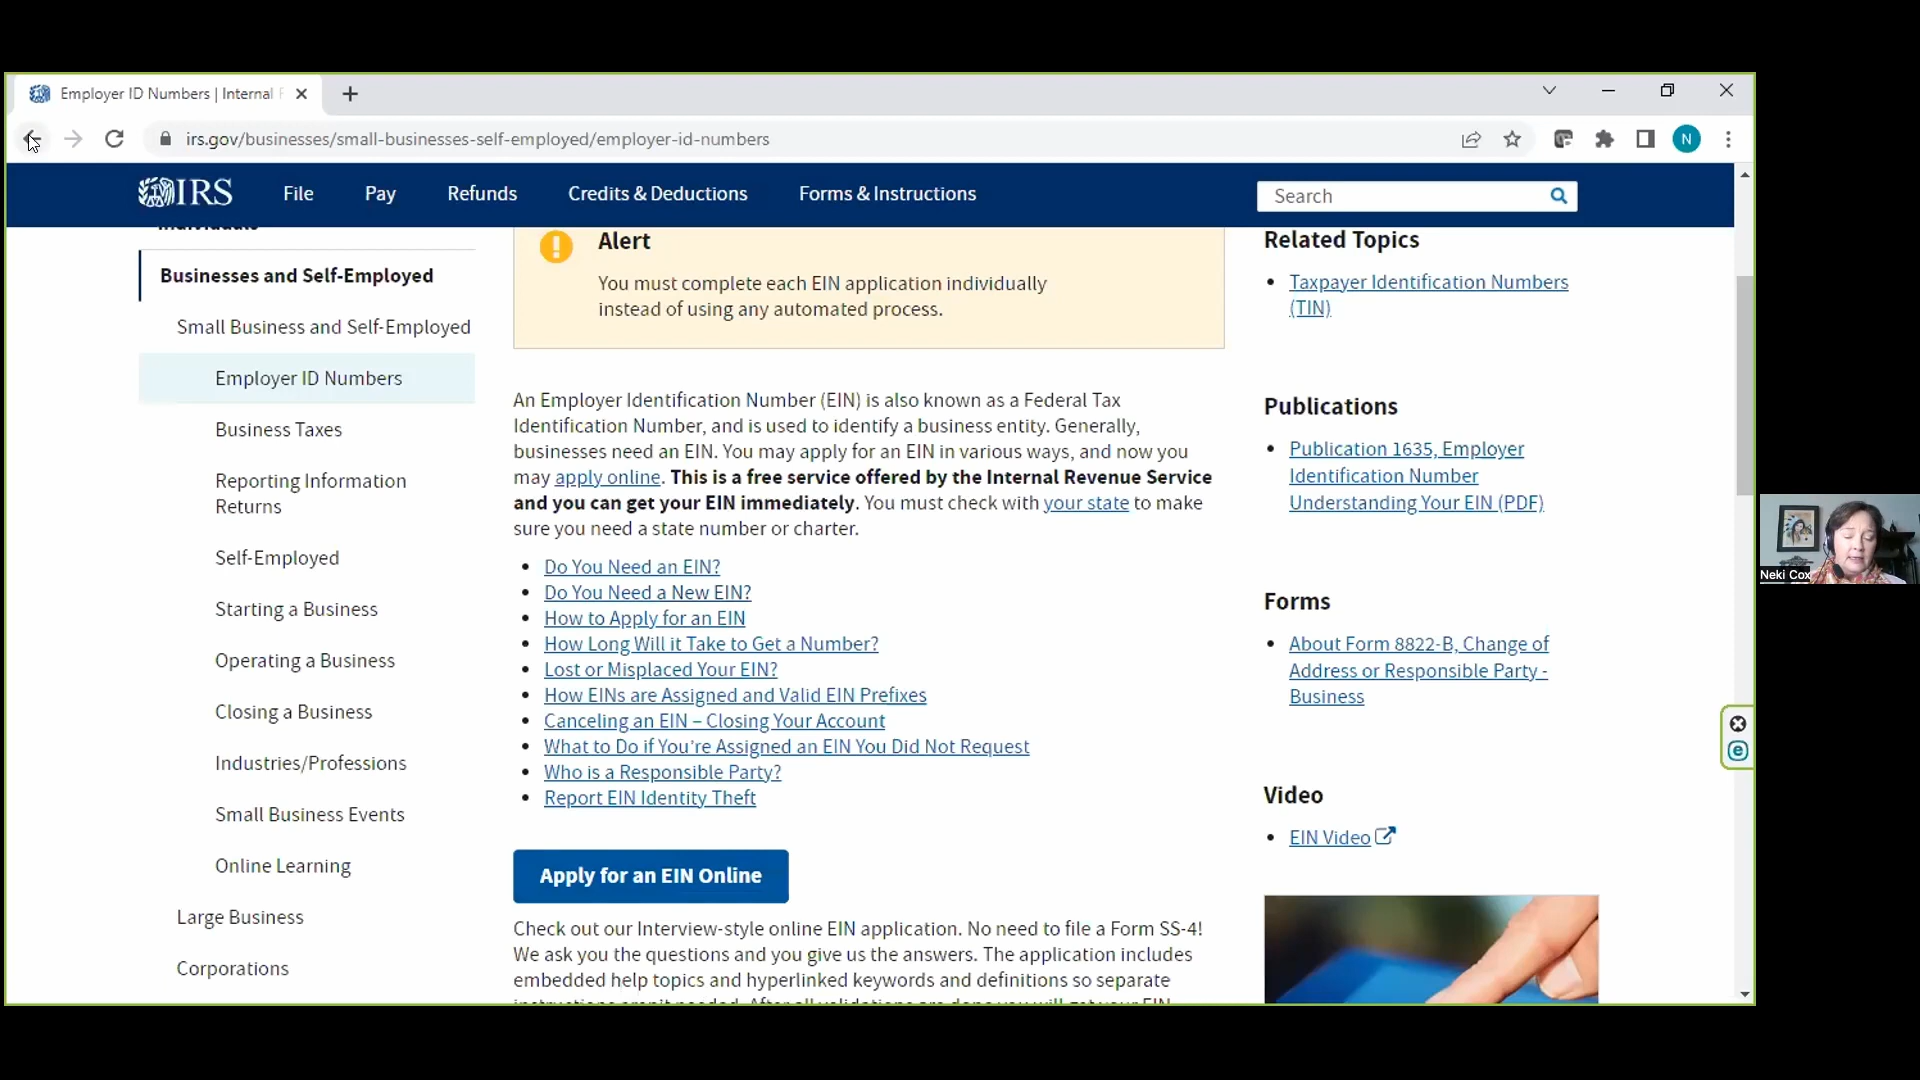 Employer ID Numbers | Internal
irs.gov/businesses/small-businesses-self-employed/employer-id-numbers
N
IRS
File
Pay
Refunds
Credits & Deductions
Forms & Instructions
Search
Individuals
Businesses and Self-Employed
Small Business and Self-Employed
Employer ID Numbers
Business Taxes
Reporting Information
Returns
Self-Employed
Starting a Business
Operating a Business
Closing a Business
Industries/Professions
Small Business Events
Online Learning
Large Business
Corporations
Alert
You must complete each EIN application individually
instead of using any automated process.
An Employer Identification Number (EIN) is also known as a Federal Tax
Identification Number, and is used to identify a business entity. Generally,
businesses need an EIN. You may apply for an EIN in various ways, and now you
may apply online. This is a free service offered by the Internal Revenue Service
and you can get your EIN immediately. You must check with your state to make
sure you need a state number or charter.
Do You Need an EIN?
Do You Need a New EIN?
How to Apply for an EIN
How Long Will it Take to Get a Number?
Lost or Misplaced Your EIN?
How EINs are Assigned and Valid EIN Prefixes
Canceling an EIN – Closing Your Account
What to Do if You’re Assigned an EIN You Did Not Request
Who is a Responsible Party?
Report EIN Identity Theft
Apply for an EIN Online
Check out our Interview-style online EIN application. No need to file a Form SS-4!
We ask you the questions and you give us the answers. The application includes
embedded help topics and hyperlinked keywords and definitions so separate
Related Topics
Taxpayer Identification Numbers
(TIN)
Publications
Publication 1635, Employer
Identification Number
Understanding Your EIN (PDF)
Forms
About Form 8822-B, Change of
Address or Responsible Party -
Business
Video
EIN Video
Neki Cox